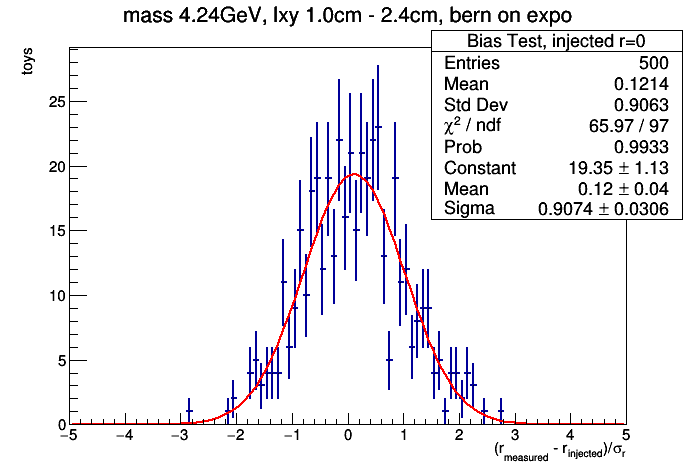 mass 4.24GeV, lxy 1.0cm - 2.4cm, bern on expo
Bias Test, injected r=0
Entries 500
Mean 0.1214
Std Dev 0.9063
χ² / ndf 65.97 / 97
Prob 0.9933
Constant 19.35 ± 1.13
Mean 0.12 ± 0.04
Sigma 0.9074 ± 0.0306
toys
25
20
15
10
5
0
−5 −4 −3 −2 −1 0 1 2 3 4 5
(r_measured - r_injected)/σ_r